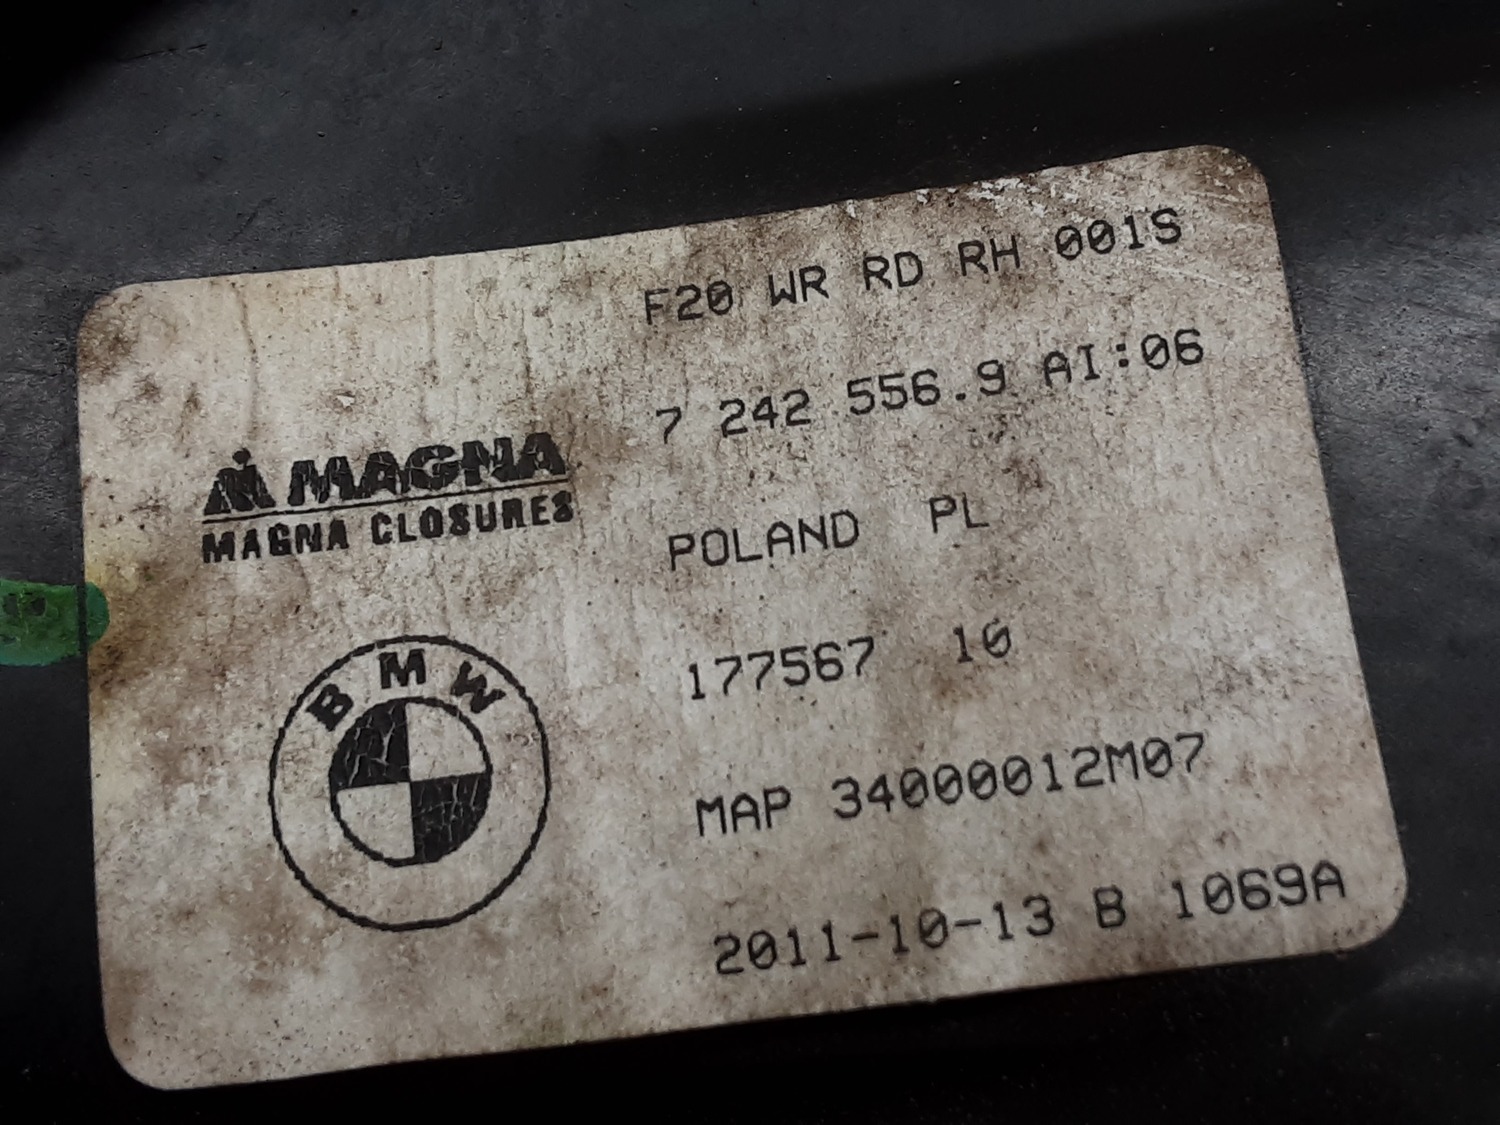 F20 WR RD RH 001S
7 242 556.9 AI:06
POLAND PL
177567 10
MAP 34000012M07
2011-10-13 B 1069A
MAGNA
MAGNA CLOSURES
BMW